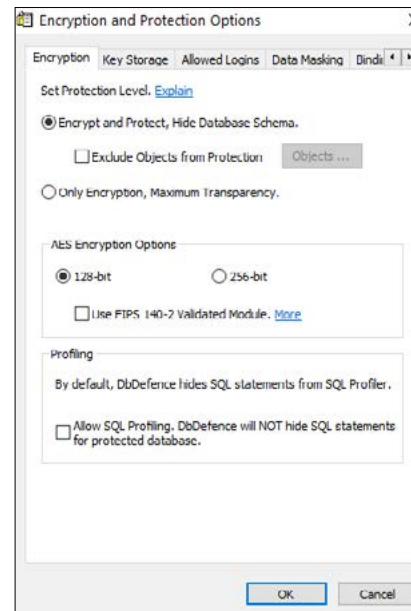 Encryption and Protection Options
Encryption Key Storage Allowed Logins Data Masking
Set Protection Level. Explain
Encrypt and Protect, Hide Database Schema.
Exclude Objects from Protection Objects ...
Only Encryption, Maximum Transparency.
AES Encryption Options
128-bit 256-bit
Use FIPS 140-2 Validated Module. More
Profiling
By default, DbDefence hides SQL statements from SQL Profiler.
Allow SQL Profiling. DbDefence will NOT hide SQL statements
for protected database.
OK Cancel